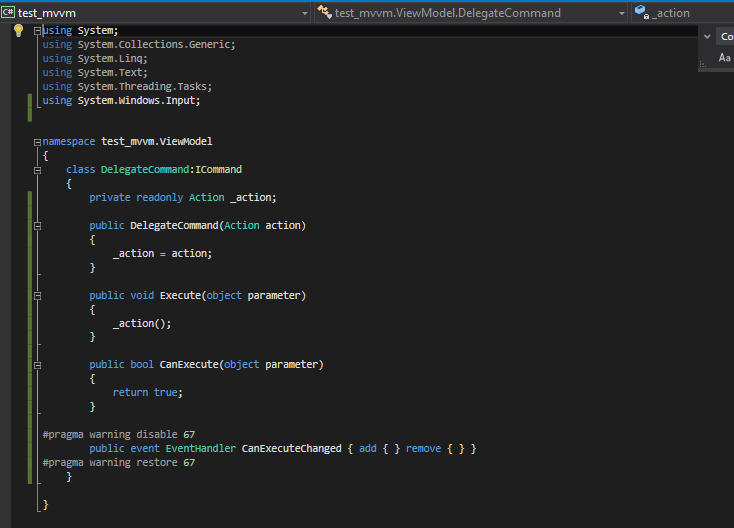 C# test_mvvm
test_mvvm.ViewModel.DelegateCommand
_action
Co
Aa
using System;
using System.Collections.Generic;
using System.Linq;
using System.Text;
using System.Threading.Tasks;
using System.Windows.Input;
namespace test_mvvm.ViewModel
{
class DelegateCommand:ICommand
{
private readonly Action _action;
public DelegateCommand(Action action)
{
_action = action;
}
public void Execute(object parameter)
{
_action();
}
public bool CanExecute(object parameter)
{
return true;
}
#pragma warning disable 67
public event EventHandler CanExecuteChanged { add { } remove { } }
#pragma warning restore 67
}
}